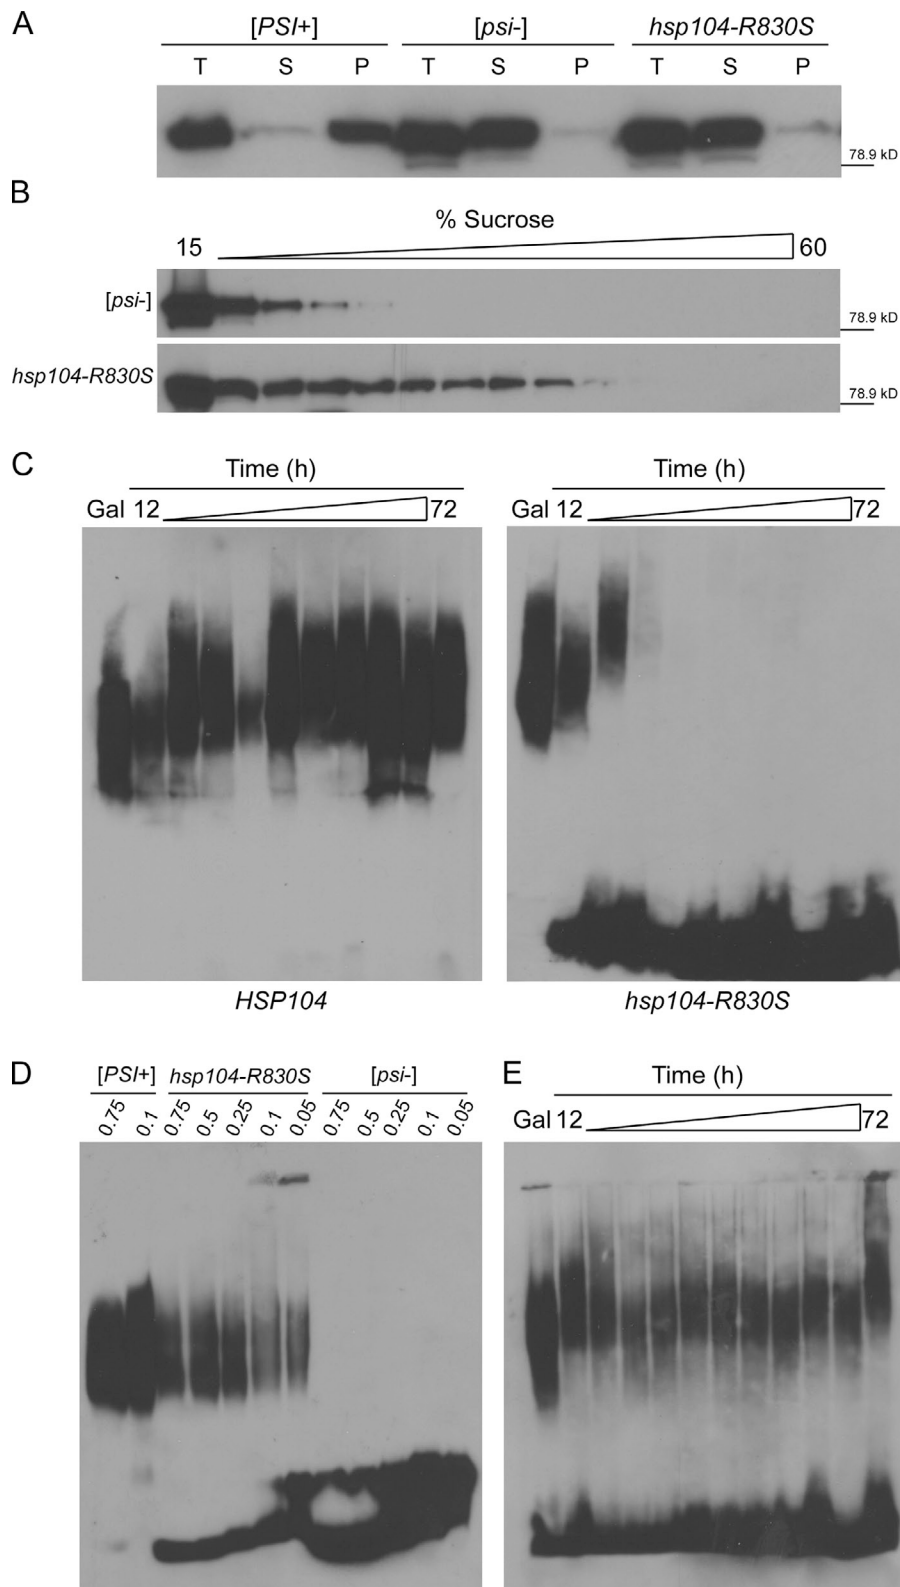 A
[PSI+] [psi-] hsp104-R830S
T S P T S P T S P
78.9 kD
B
% Sucrose
15 60
[psi-]
78.9 kD
hsp104-R830S
78.9 kD
C
Time (h) Time (h)
Gal 12 72 Gal 12 72
HSP104 hsp104-R830S
D
[PSI+] hsp104-R830S [psi-]
0.75 0.1 0.75 0.5 0.25 0.1 0.05 0.75 0.5 0.25 0.1 0.05
E
Time (h)
Gal 12 72